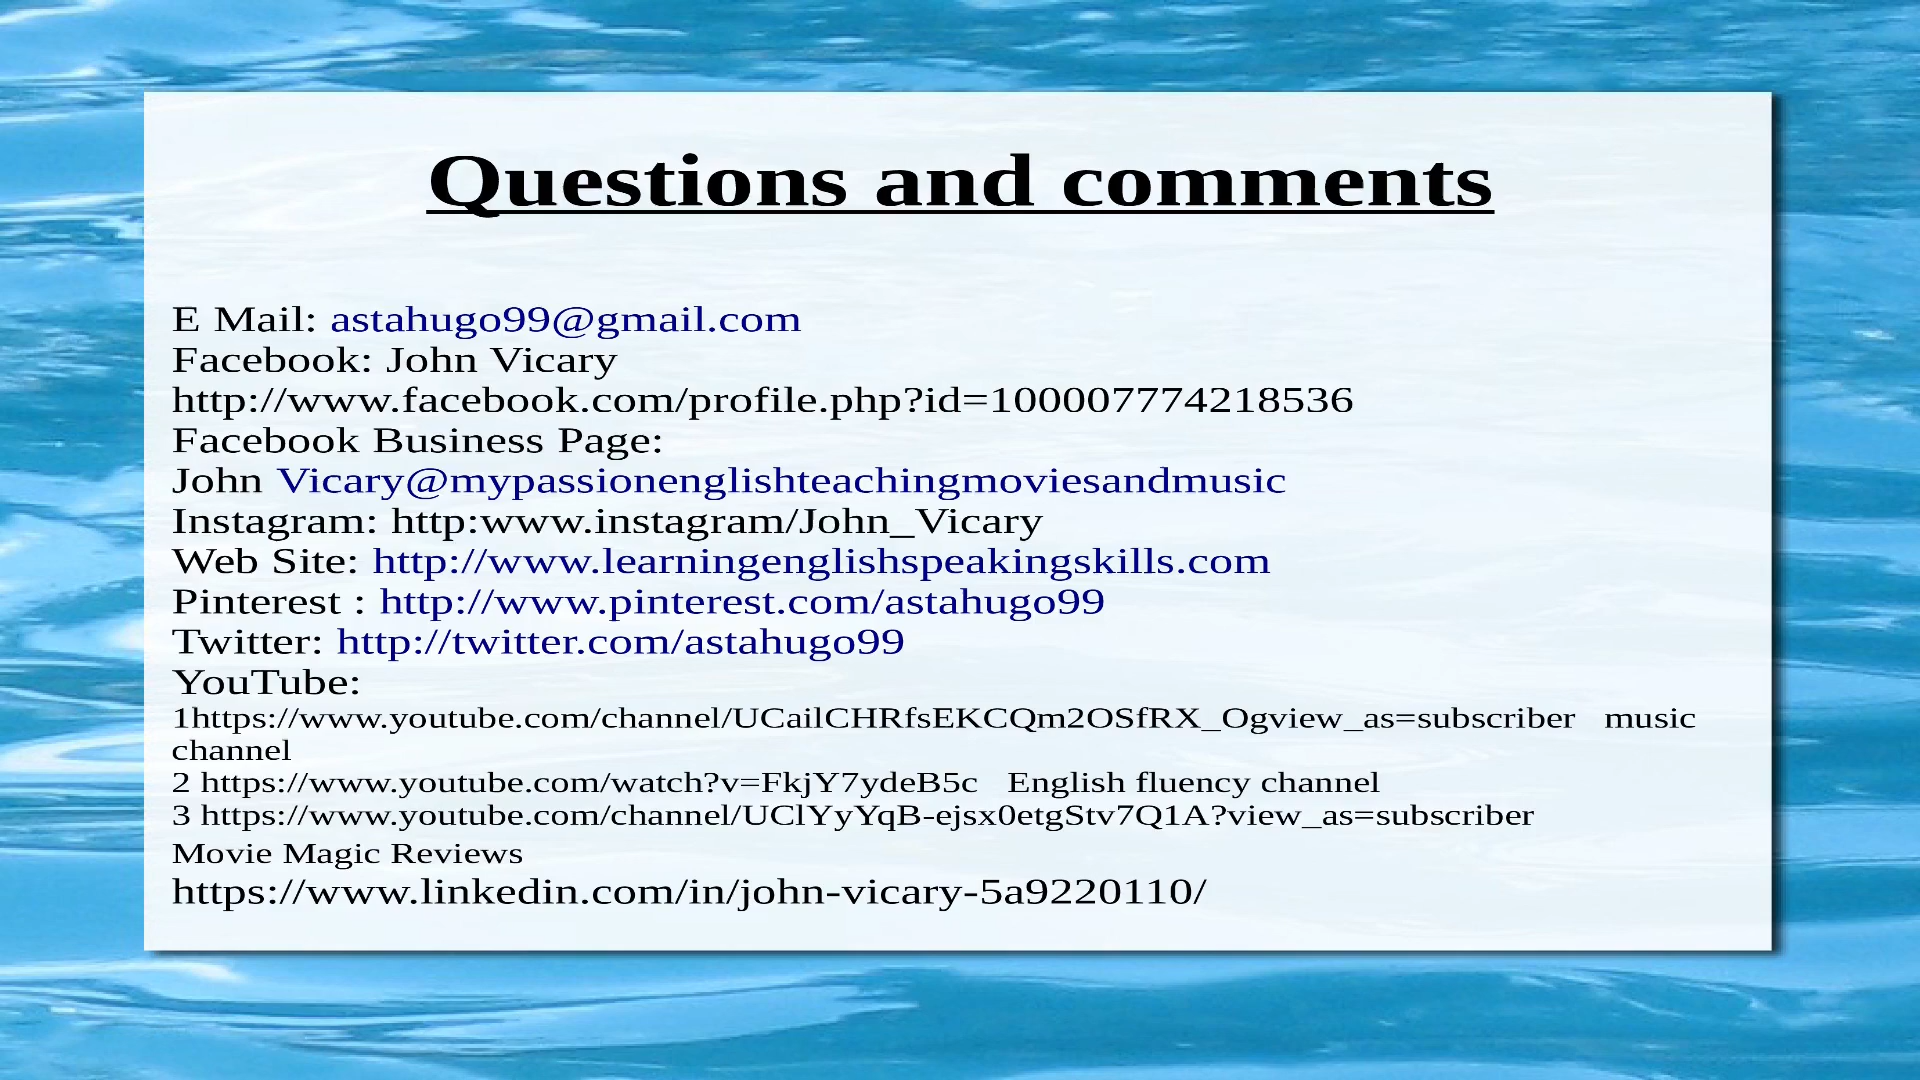 Questions and comments
E Mail: astahugo99@gmail.com
Facebook: John Vicary
http://www.facebook.com/profile.php?id=100007774218536
Facebook Business Page:
John Vicary@mypassionenglishteachingmoviesandmusic
Instagram: http:www.instagram/John_Vicary
Web Site: http://www.learningenglishspeakingskills.com
Pinterest : http://www.pinterest.com/astahugo99
Twitter: http://twitter.com/astahugo99
YouTube:
1https://www.youtube.com/channel/UCailCHRfsEKCQm2OSfRX_Ogview_as=subscriber music
channel
2 https://www.youtube.com/watch?v=FkjY7ydeB5c English fluency channel
3 https://www.youtube.com/channel/UClYyYqB-ejsx0etgStv7Q1A?view_as=subscriber
Movie Magic Reviews
https://www.linkedin.com/in/john-vicary-5a9220110/